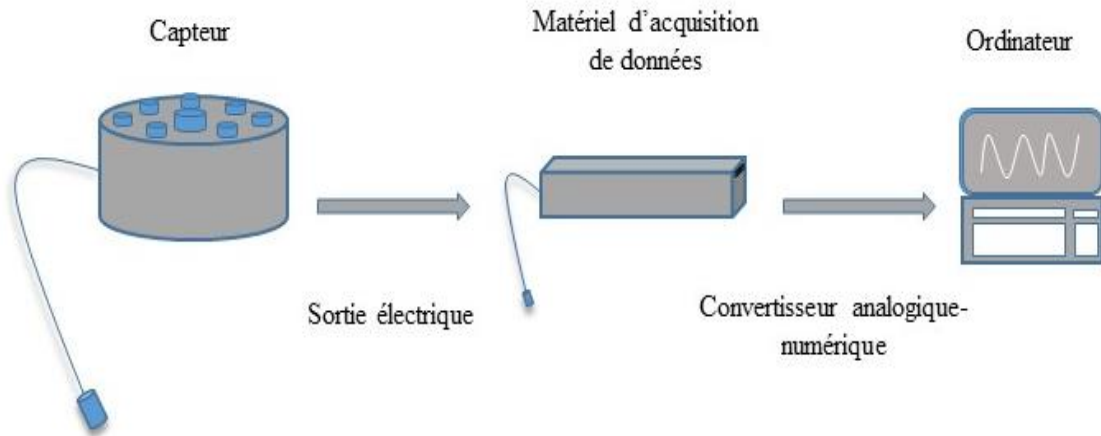 Capteur
Matériel d'acquisition
de données
Ordinateur
Sortie électrique
Convertisseur analogique-
numérique